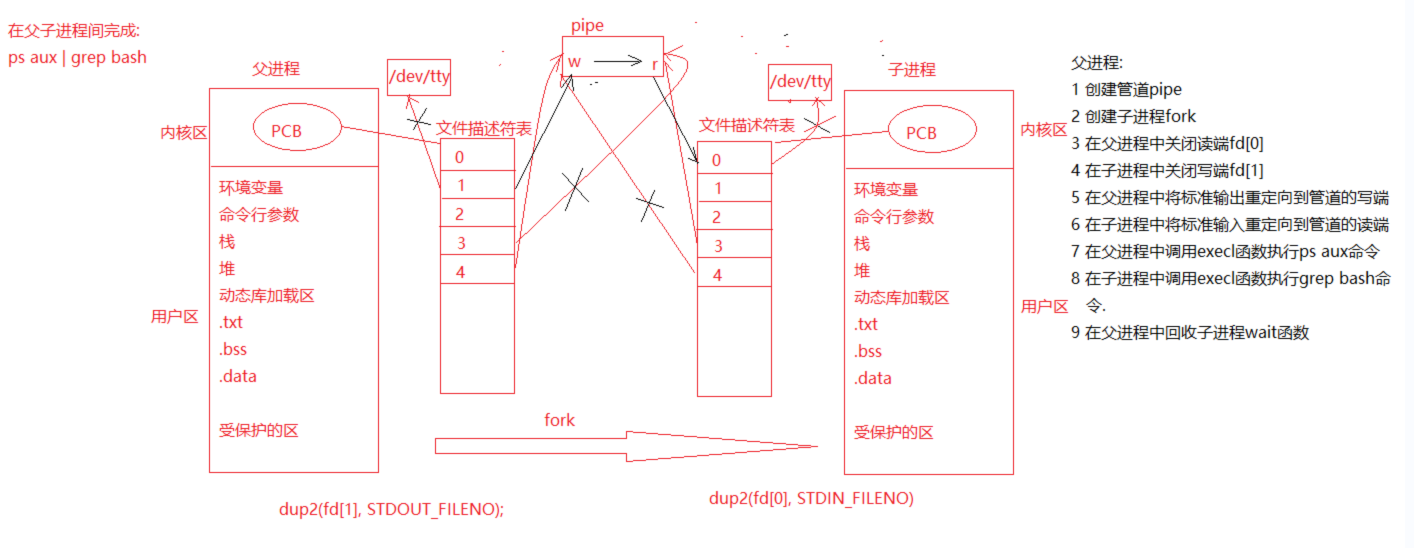 在父子进程间完成:
ps aux | grep bash
父进程
内核区
PCB
环境变量
命令行参数
栈
堆
动态库加载区
.txt
.bss
.data
受保护的区
用户区
/dev/tty
文件描述符表
0
1
2
3
4
pipe
w
r
fork
/dev/tty
文件描述符表
0
1
2
3
4
子进程
PCB
内核区
环境变量
命令行参数
栈
堆
动态库加载区
.txt
.bss
.data
受保护的区
用户区
dup2(fd[1], STDOUT_FILENO);
dup2(fd[0], STDIN_FILENO)
父进程:
1 创建管道pipe
2 创建子进程fork
3 在父进程中关闭读端fd[0]
4 在子进程中关闭写端fd[1]
5 在父进程中将标准输出重定向到管道的写端
6 在子进程中将标准输入重定向到管道的读端
7 在父进程中调用execl函数执行ps aux命令
8 在子进程中调用execl函数执行grep bash命
令.
9 在父进程中回收子进程wait函数